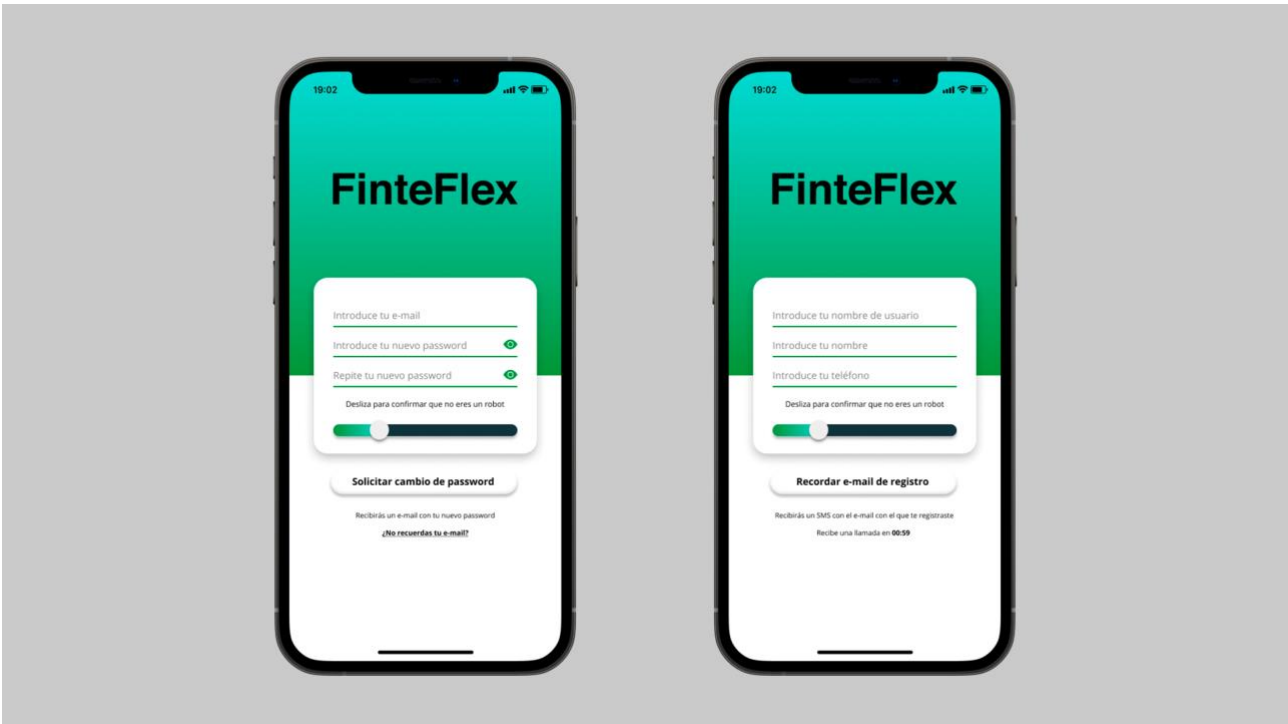 19:02
FinteFlex
Introduce tu e-mail
Introduce tu nuevo password
Repite tu nuevo password
Desliza para confirmar que no eres un robot
Solicitar cambio de password
Recibirás un e-mail con tu nuevo password
¿No recuerdas tu e-mail?
19:02
FinteFlex
Introduce tu nombre de usuario
Introduce tu nombre
Introduce tu teléfono
Desliza para confirmar que no eres un robot
Recordar e-mail de registro
Recibirás un SMS con el e-mail con el que te registraste
Recibe una llamada en 00:59